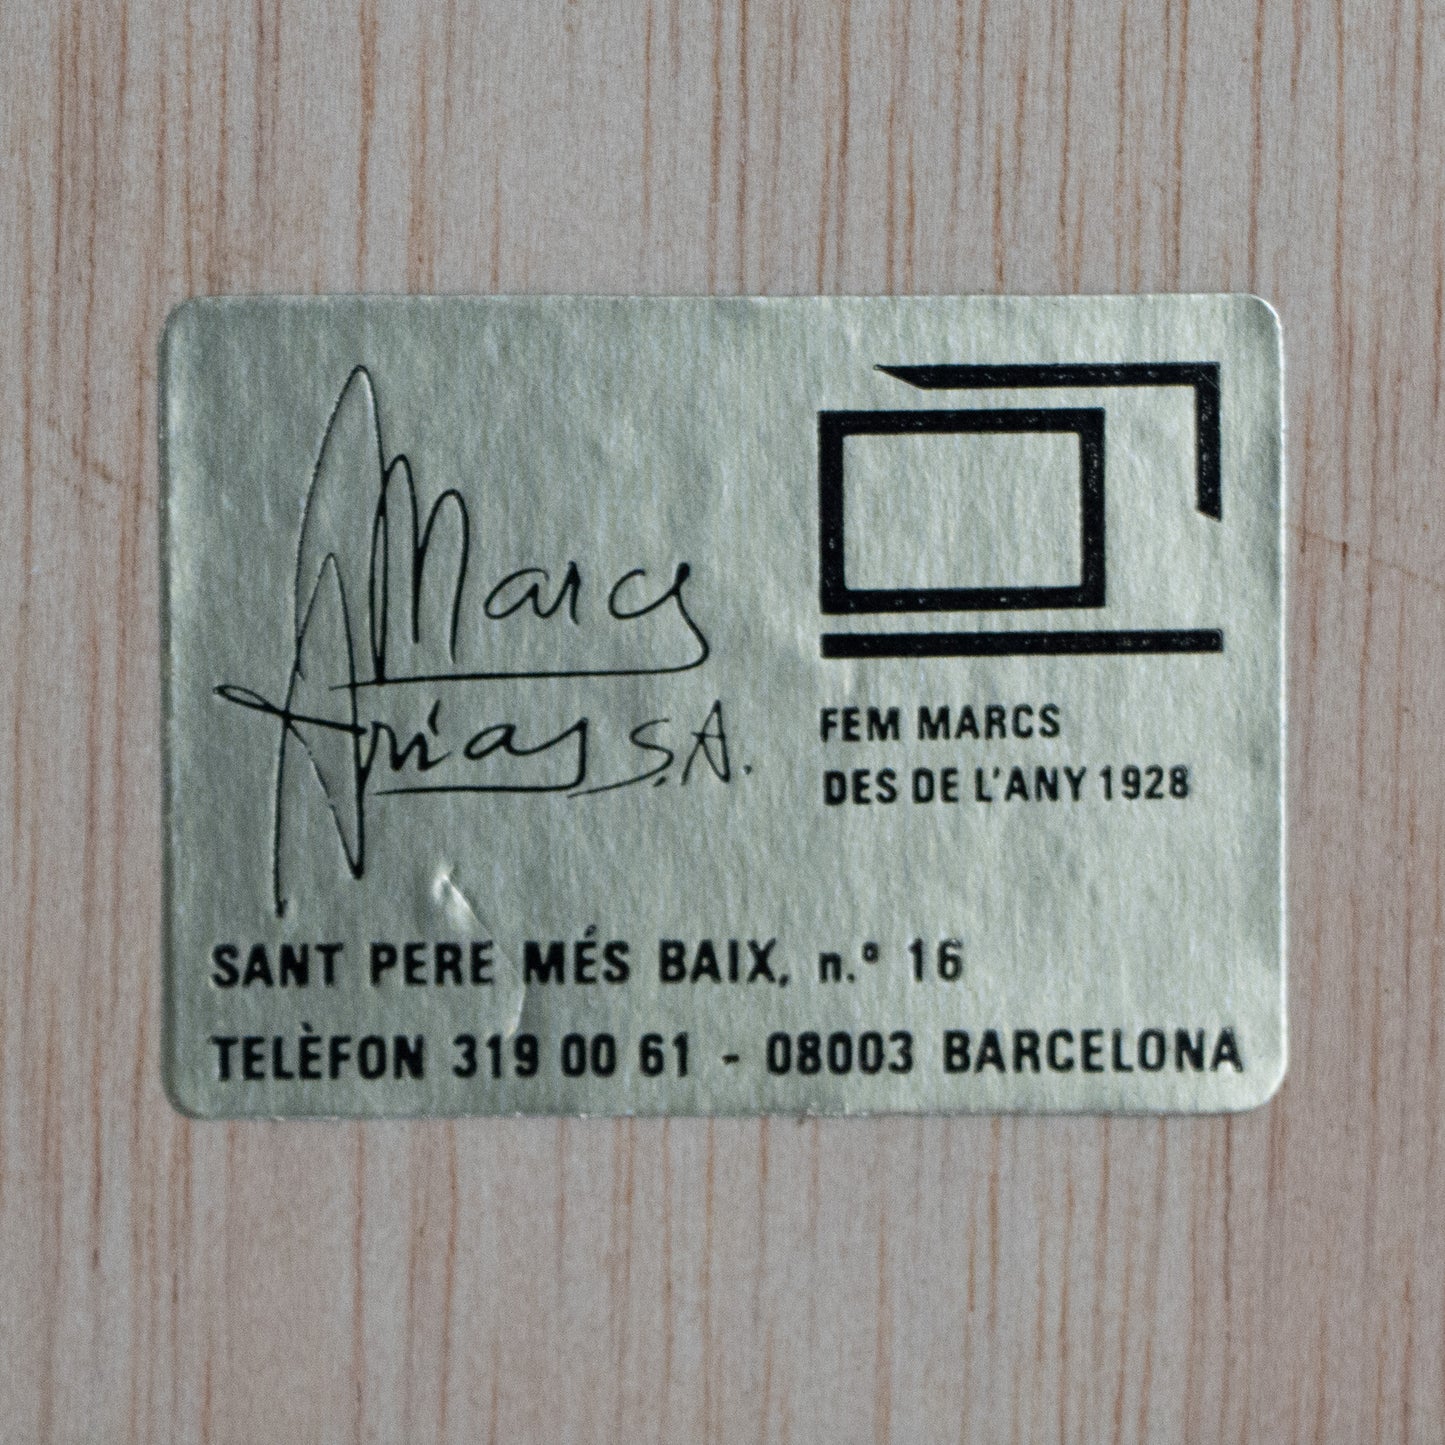 Marcs
Arias S.A.
FEM MARCS
DES DE L'ANY 1928
SANT PERE MÉS BAIX, n.º 16
TELÈFON 319 00 61 - 08003 BARCELONA